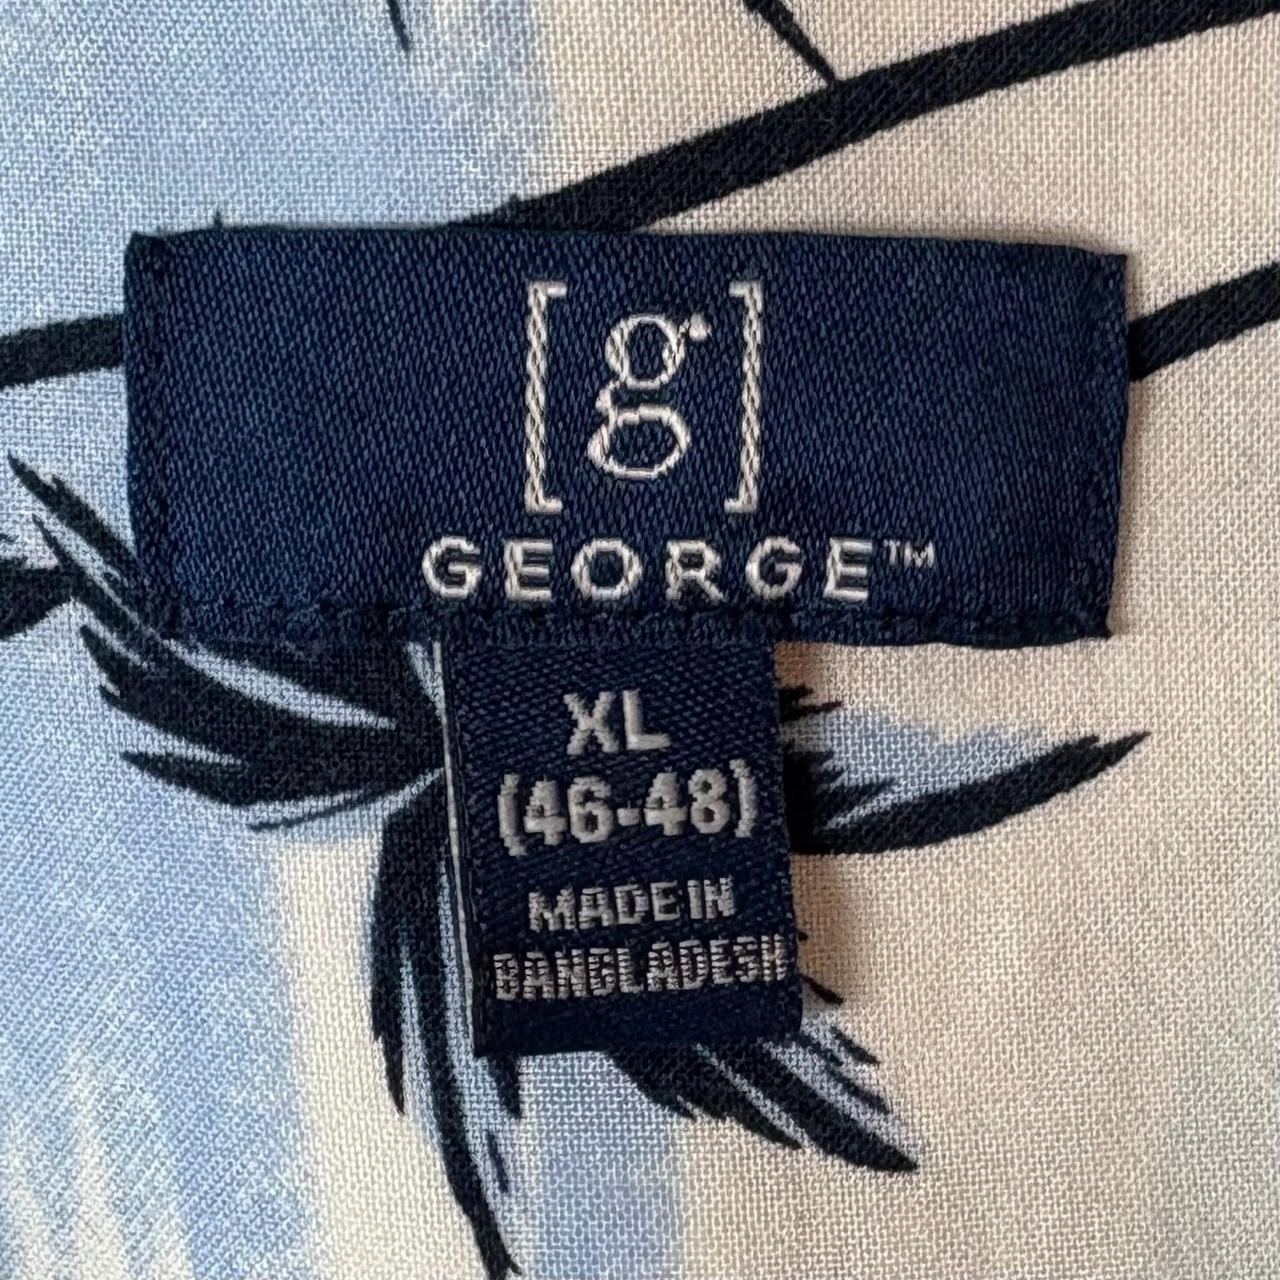 [g]
GEORGE™
XL
(46-48)
MADE IN
BANGLADESH